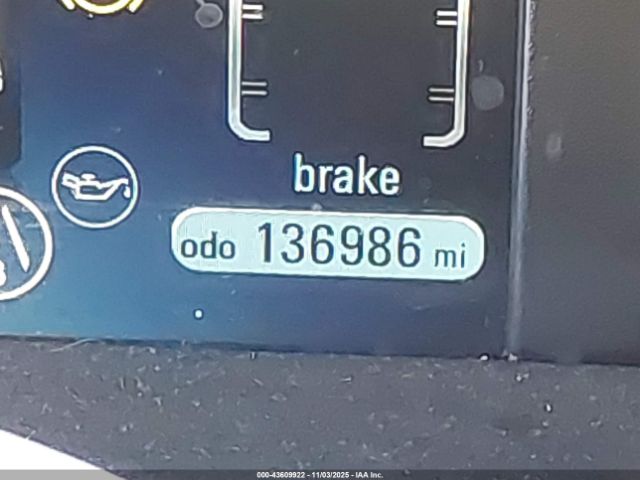 brake
odo 136986 mi
000-43609922 - 11/03/2025 - IAA Inc.